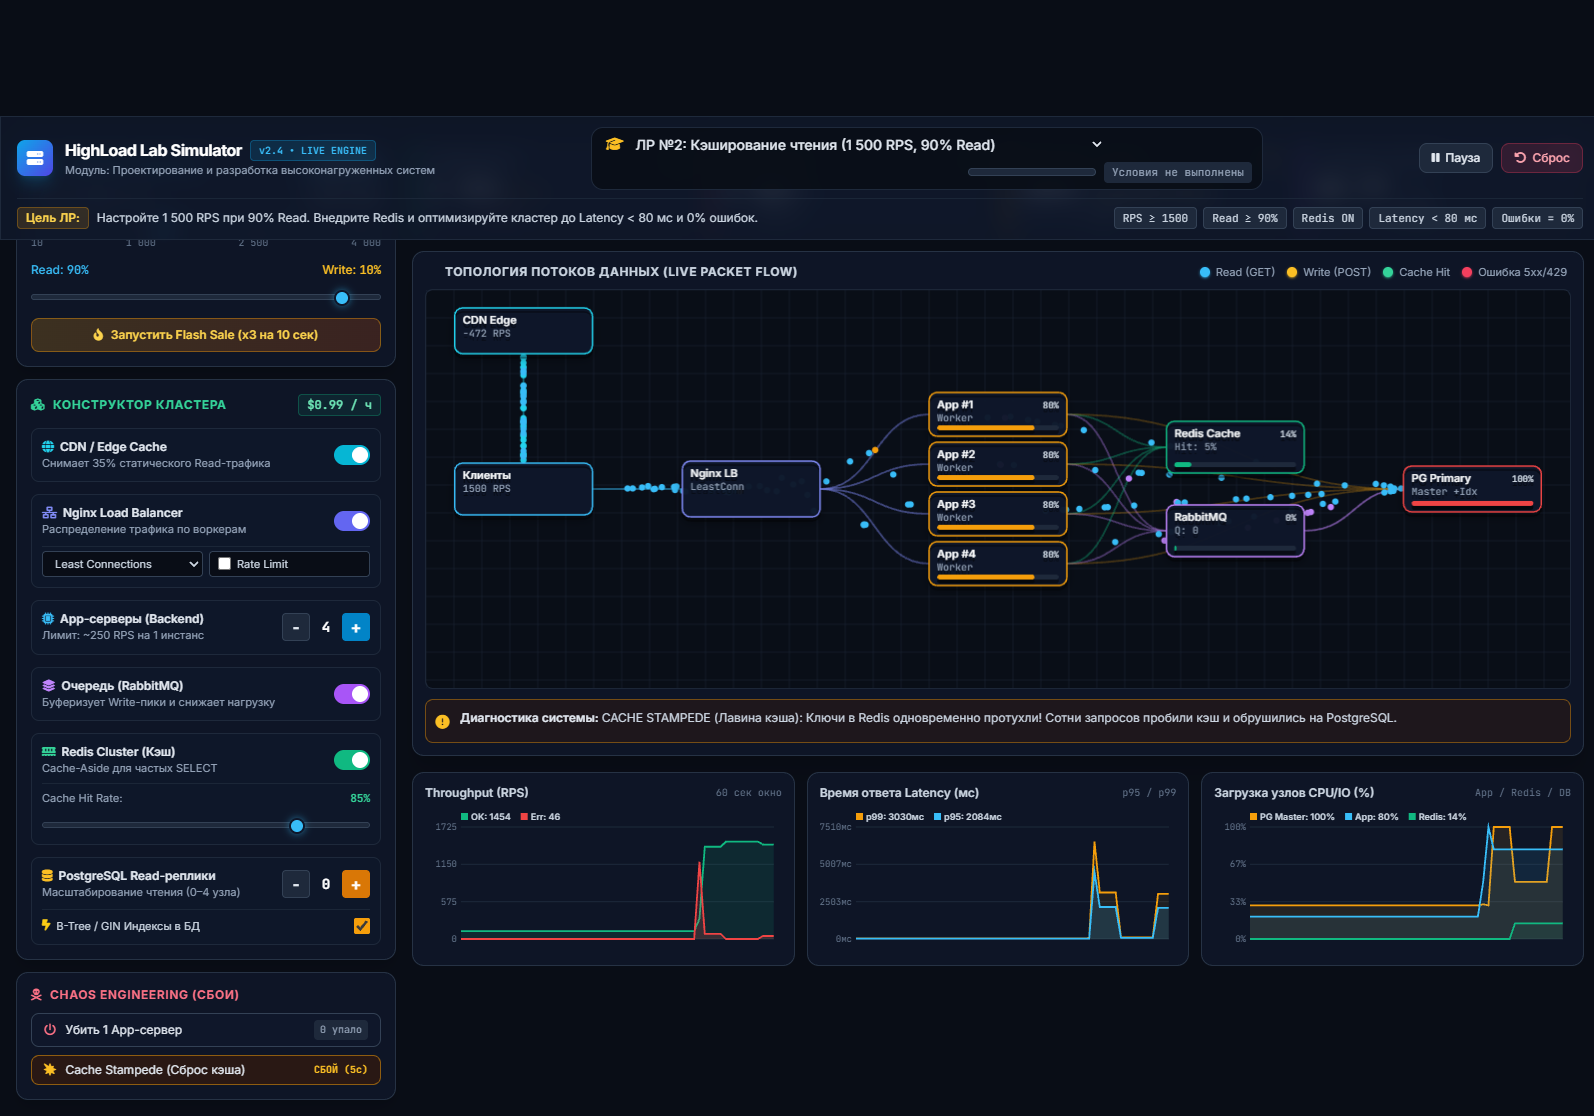 HighLoad Lab Simulator
v2.4 • LIVE ENGINE
Модуль: Проектирование и разработка высоконагруженных систем
ЛР №2: Кэширование чтения (1 500 RPS, 90% Read)
Условия не выполнены
Пауза
Сброс
Цель ЛР:
Настройте 1 500 RPS при 90% Read. Внедрите Redis и оптимизируйте кластер до Latency < 80 мс и 0% ошибок.
RPS ≥ 1500
Read ≥ 90%
Redis ON
Latency < 80 мс
Ошибки = 0%
10
1 000
2 500
4 000
Read: 90%
Write: 10%
Запустить Flash Sale (x3 на 10 сек)
КОНСТРУКТОР КЛАСТЕРА
$0.99 / ч
CDN / Edge Cache
Снимает 35% статического Read-трафика
Nginx Load Balancer
Распределение трафика по воркерам
Least Connections
Rate Limit
App-серверы (Backend)
Лимит: ~250 RPS на 1 инстанс
-
4
+
Очередь (RabbitMQ)
Буферизует Write-пики и снижает нагрузку
Redis Cluster (Кэш)
Cache-Aside для частых SELECT
Cache Hit Rate:
85%
PostgreSQL Read-реплики
Масштабирование чтения (0–4 узла)
-
0
+
B-Tree / GIN Индексы в БД
CHAOS ENGINEERING (СБОИ)
Убить 1 App-сервер
0 упало
Cache Stampede (Сброс кэша)
СБОЙ (5с)
ТОПОЛОГИЯ ПОТОКОВ ДАННЫХ (LIVE PACKET FLOW)
Read (GET)
Write (POST)
Cache Hit
Ошибка 5xx/429
CDN Edge
-472 RPS
Клиенты
1500 RPS
Nginx LB
LeastConn
App #1
80%
Worker
App #2
80%
Worker
App #3
80%
Worker
App #4
80%
Worker
Redis Cache
14%
Hit: 5%
RabbitMQ
0%
Q: 0
PG Primary
100%
Master +Idx
Диагностика системы: CACHE STAMPEDE (Лавина кэша): Ключи в Redis одновременно протухли! Сотни запросов пробили кэш и обрушились на PostgreSQL.
Throughput (RPS)
60 сек окно
OK: 1454
Err: 46
1725
1150
575
0
Время ответа Latency (мс)
p95 / p99
p99: 3030мс
p95: 2084мс
7510мс
5007мс
2503мс
0мс
Загрузка узлов CPU/IO (%)
App / Redis / DB
PG Master: 100%
App: 80%
Redis: 14%
100%
67%
33%
0%